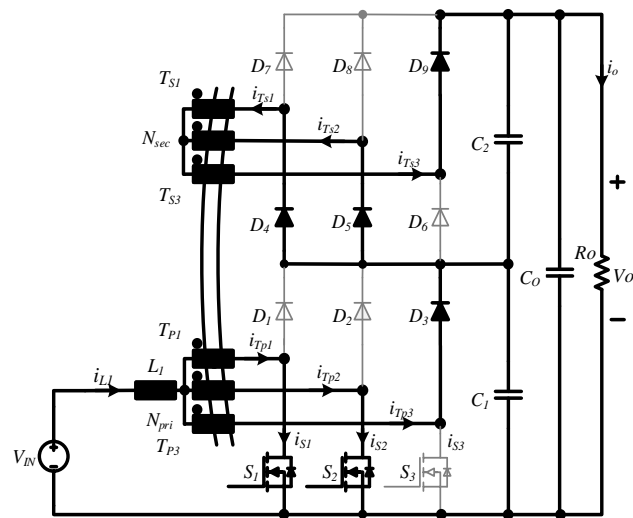 D7 D8 D9
TS1
iTs1
io
iTs2
Nsec
C2
iTs3
TS3
+
D4 D5 D6
RO
CO
VO
D1 D2 D3
−
TP1
iTp1
L1
iL1
iTp2
C1
Npri
iTp3
TP3
iS1 iS2 iS3
VIN
+
−
S1 S2 S3